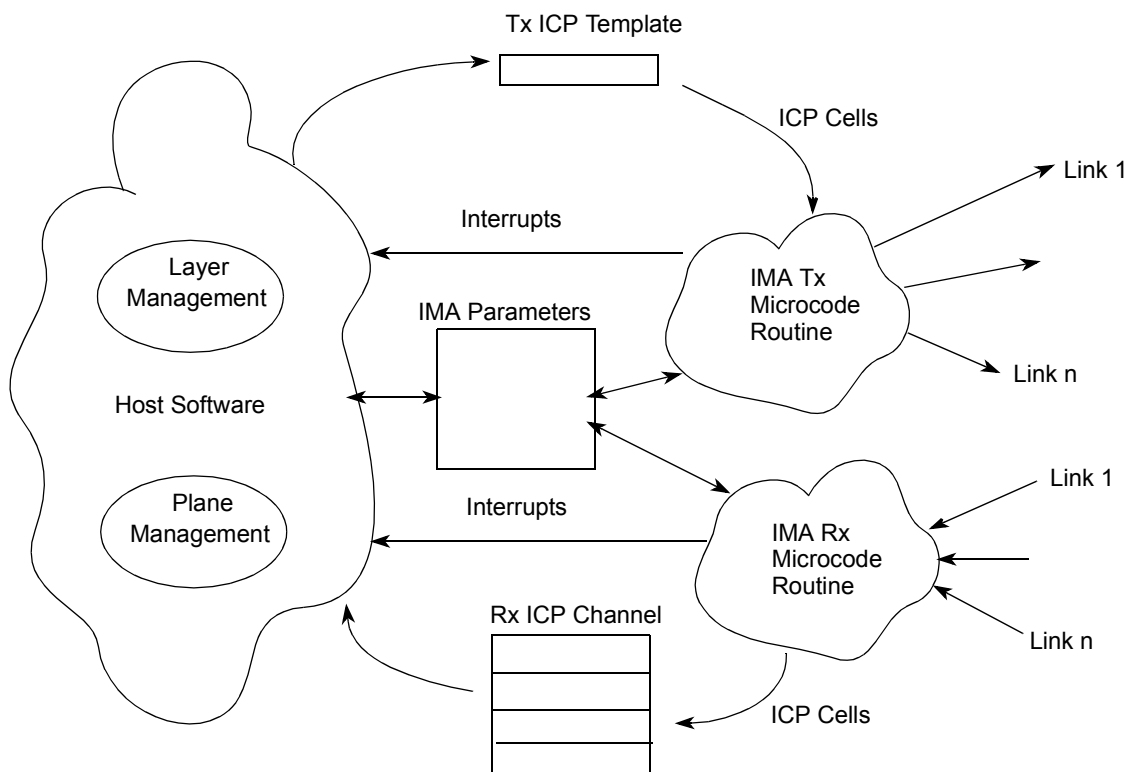 Tx ICP Template
ICP Cells
Link 1
Interrupts
Layer
Management
IMA Tx
Microcode
Routine
IMA Parameters
Link n
Host Software
Link 1
Plane
Management
Interrupts
IMA Rx
Microcode
Routine
Rx ICP Channel
Link n
ICP Cells